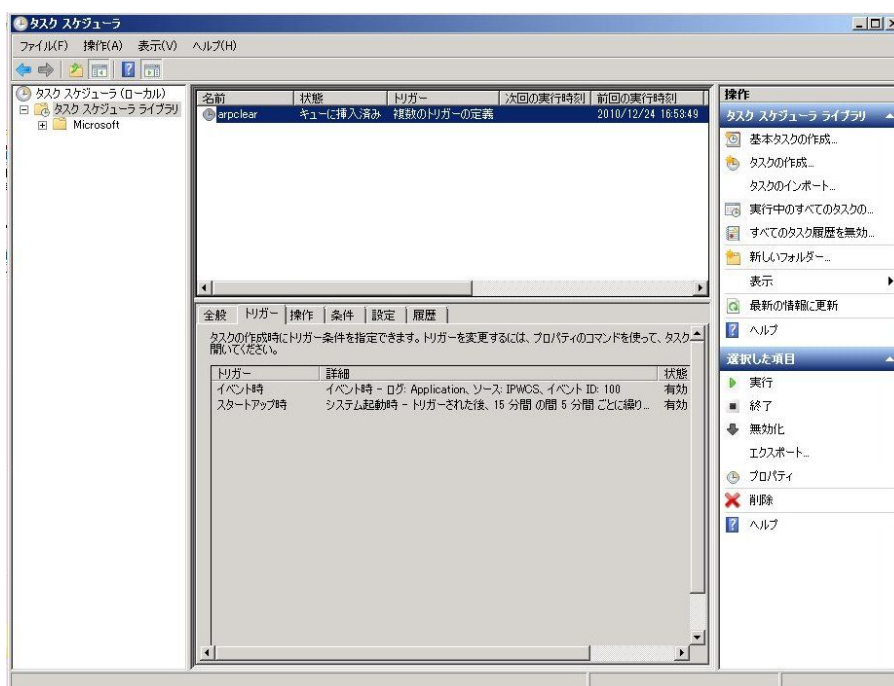 タスク スケジューラ
ファイル(F) 操作(A) 表示(V) ヘルプ(H)
タスク スケジューラ (ローカル)
タスク スケジューラ ライブラリ
Microsoft
名前 状態 トリガー 次回の実行時刻 前回の実行時刻
arpclear キューに挿入済み 複数のトリガーの定義 2010/12/24 16:53:49
全般 トリガー 操作 条件 設定 履歴
タスクの作成時にトリガー条件を指定できます。トリガーを変更するには、プロパティのコマンドを使って、タスク
開いてください。
トリガー 詳細 状態
イベント時 イベント時 - ログ: Application、ソース: IPWCS、イベント ID: 100 有効
スタートアップ時 システム起動時 - トリガーされた後、15 分間 の間 5 分間 ごとに繰り... 有効
操作
タスク スケジューラ ライブラリ
基本タスクの作成...
タスクの作成...
タスクのインポート...
実行中のすべてのタスクの...
すべてのタスク履歴を無効...
新しいフォルダー...
表示
最新の情報に更新
ヘルプ
選択した項目
実行
終了
無効化
エクスポート...
プロパティ
削除
ヘルプ